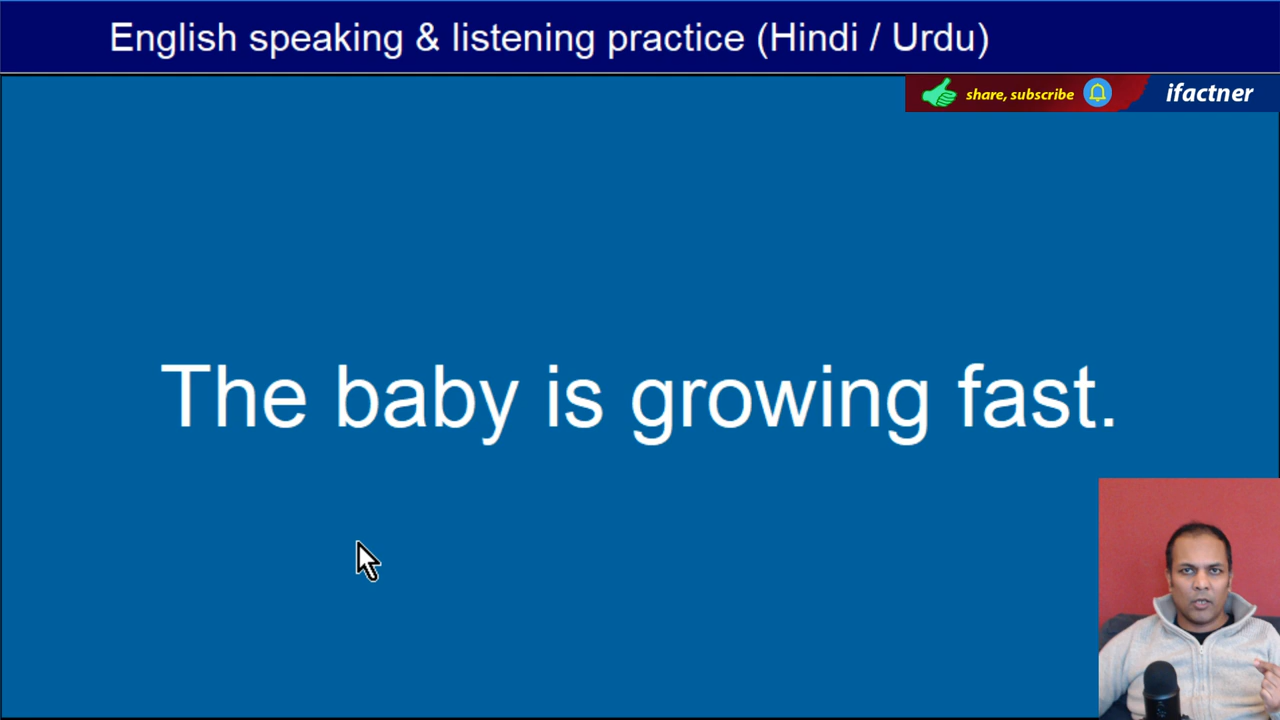 English speaking & listening practice (Hindi / Urdu)
share, subscribe
ifactner
The baby is growing fast.